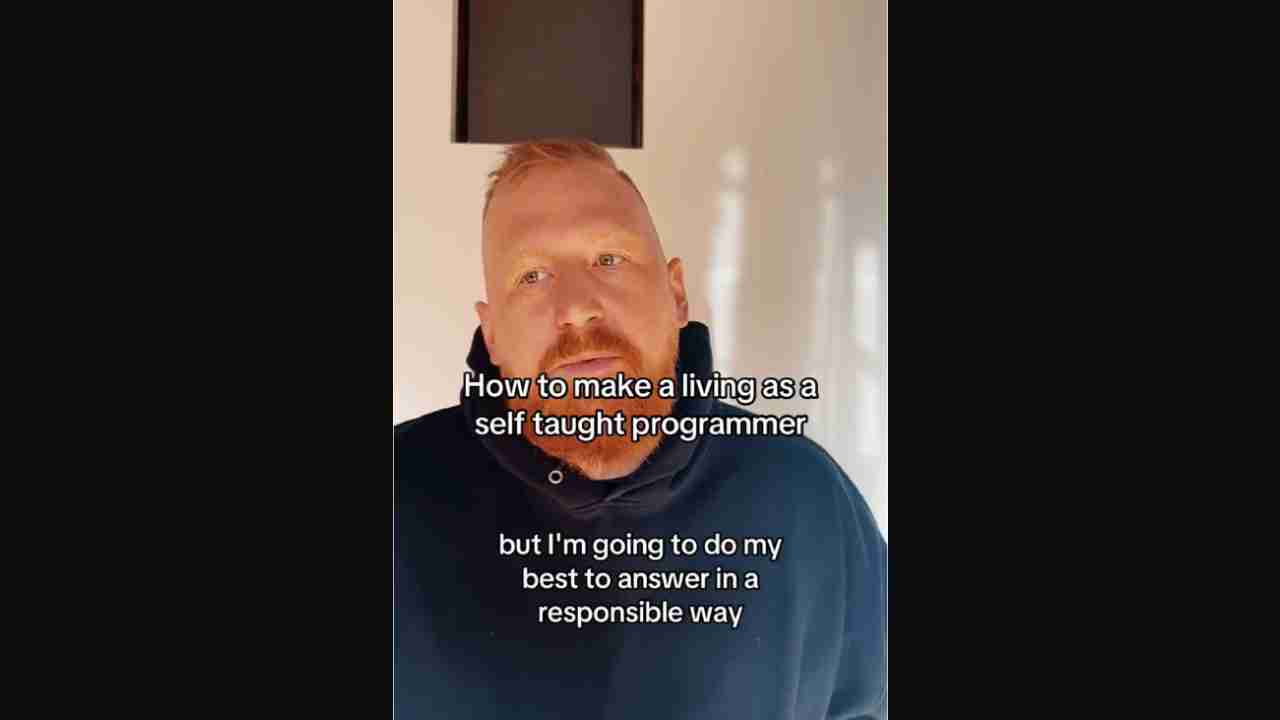 How to make a living as a
self taught programmer
but I'm going to do my
best to answer in a
responsible way